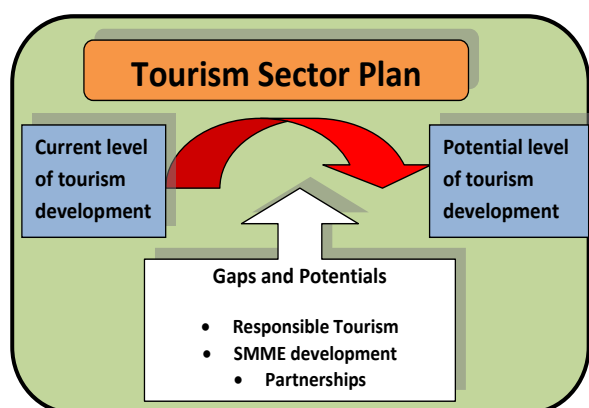 Tourism Sector Plan
Current level
of tourism
development
Potential level
of tourism
development
Gaps and Potentials
• Responsible Tourism
• SMME development
• Partnerships